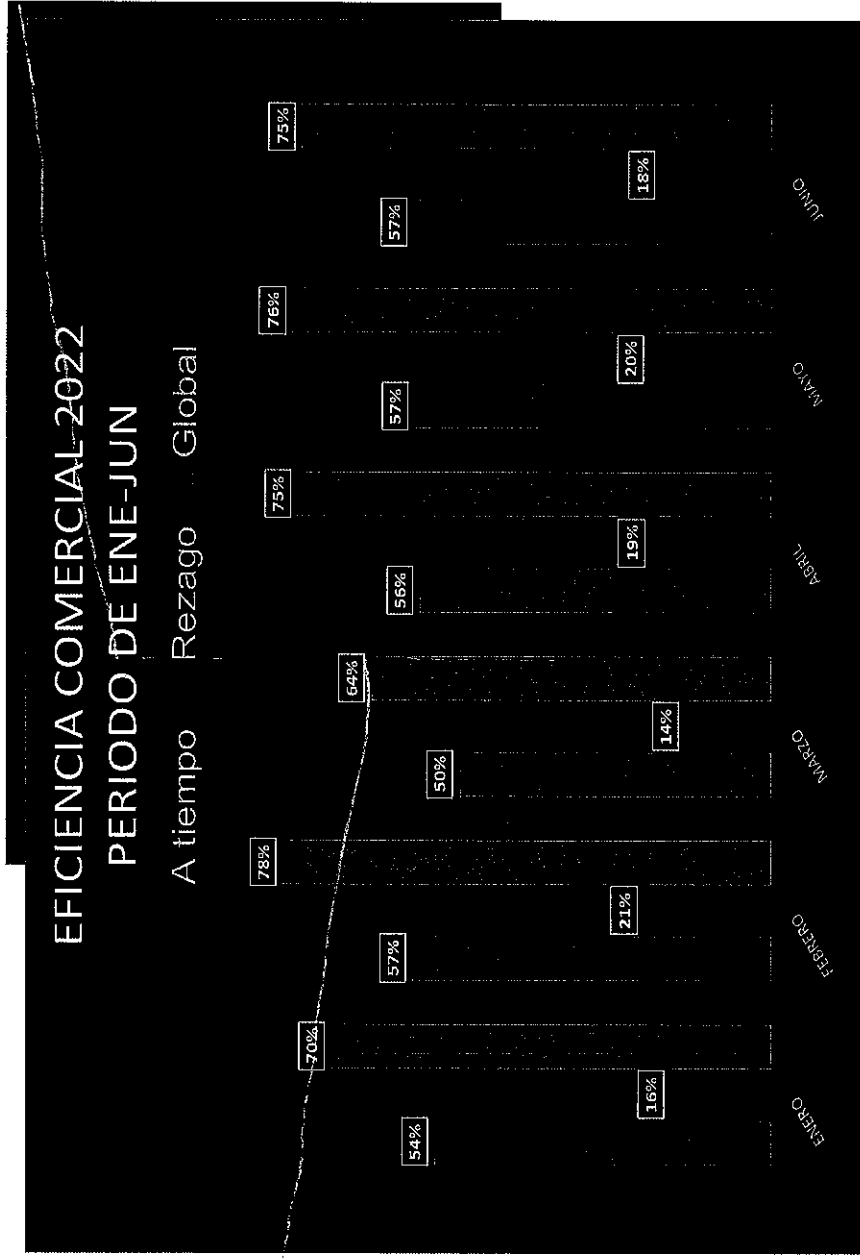 EFICIENCIA COMERCIAL 2022
PERIODO DE ENE-JUN
A tiempo Rezago Global
54% 16% 70%
57% 21% 78%
50% 14% 64%
56% 19% 75%
57% 20% 76%
57% 18% 75%
ENERO FEBRERO MARZO ABRIL MAYO JUNIO